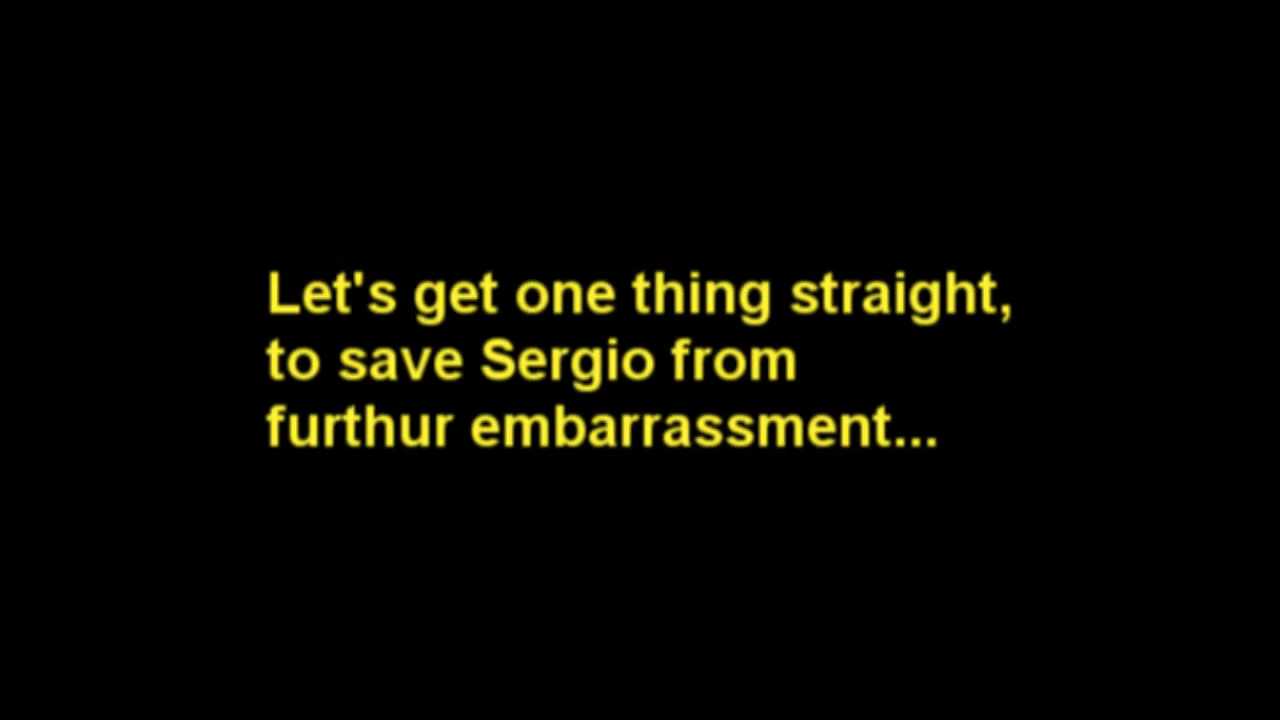 Let's get one thing straight,
to save Sergio from
furthur embarrassment...